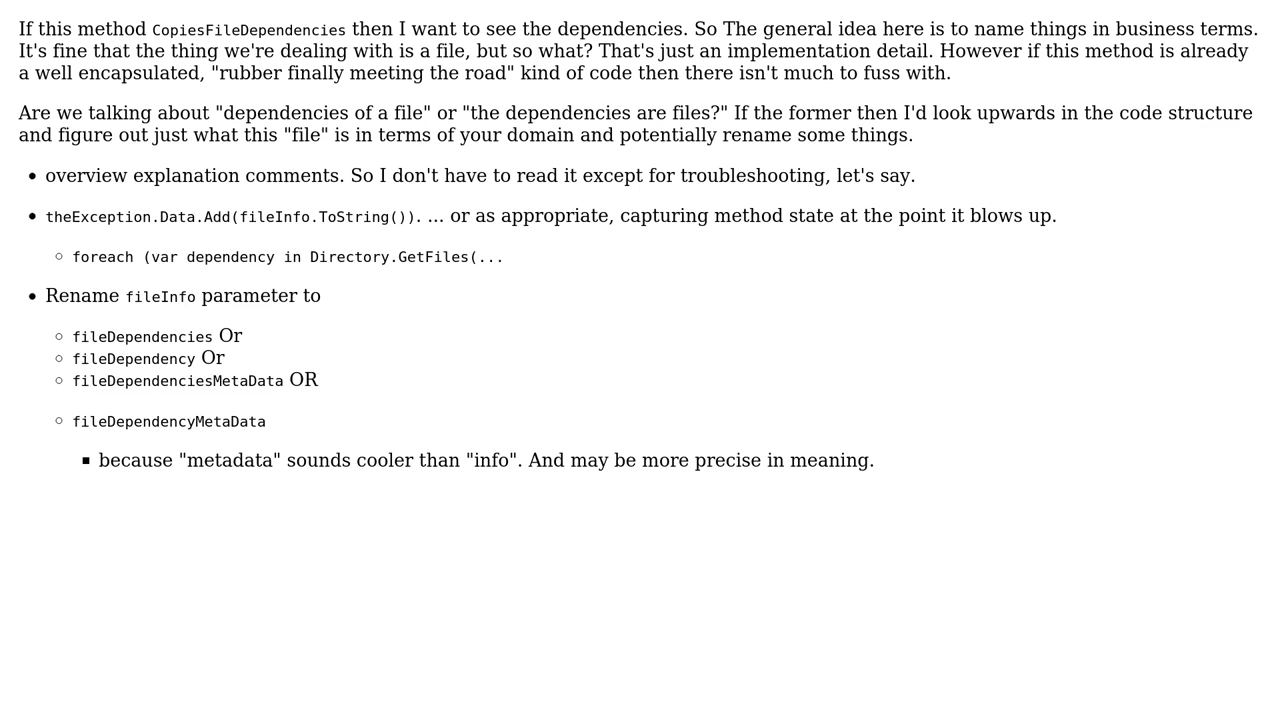 If this method CopiesFileDependencies then I want to see the dependencies. So The general idea here is to name things in business terms.
It's fine that the thing we're dealing with is a file, but so what? That's just an implementation detail. However if this method is already
a well encapsulated, "rubber finally meeting the road" kind of code then there isn't much to fuss with.
Are we talking about "dependencies of a file" or "the dependencies are files?" If the former then I'd look upwards in the code structure
and figure out just what this "file" is in terms of your domain and potentially rename some things.
• overview explanation comments. So I don't have to read it except for troubleshooting, let's say.
• theException.Data.Add(fileInfo.ToString()). ... or as appropriate, capturing method state at the point it blows up.
◦ foreach (var dependency in Directory.GetFiles(...
• Rename fileInfo parameter to
◦ fileDependencies Or
◦ fileDependency Or
◦ fileDependenciesMetaData OR
◦ fileDependencyMetaData
▪ because "metadata" sounds cooler than "info". And may be more precise in meaning.